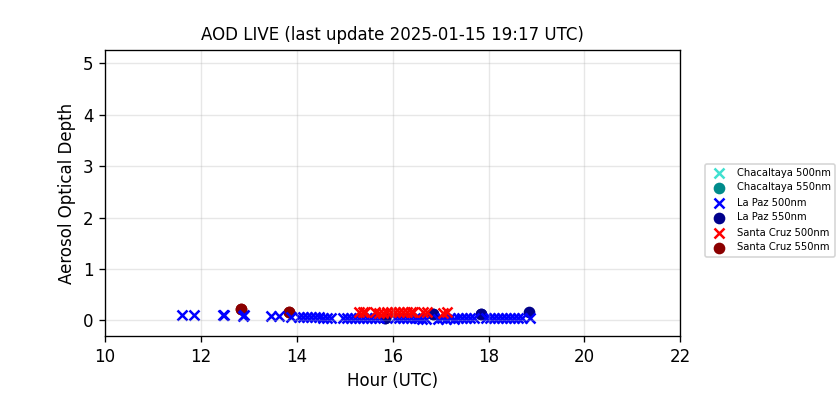 AOD LIVE (last update 2025-01-15 19:17 UTC)
Aerosol Optical Depth
5
4
3
2
1
0
10 12 14 16 18 20 22
Hour (UTC)
Chacaltaya 500nm
Chacaltaya 550nm
La Paz 500nm
La Paz 550nm
Santa Cruz 500nm
Santa Cruz 550nm